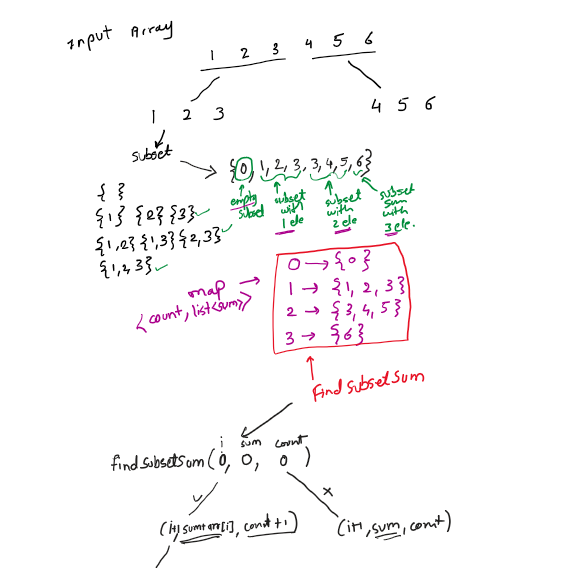 Input Array
1 2 3 4 5 6
1 2 3
4 5 6
subset
{0, 1, 2, 3, 3, 4, 5, 6}
empty subset
subset with 1 ele
subset with 2 ele
subset sum with 3 ele.
{ }
{1} {2} {3}
{1,2} {1,3} {2,3}
{1,2,3}
map
<count, list<sum>>
0 → {0}
1 → {1, 2, 3}
2 → {3, 4, 5}
3 → {6}
Find subset sum
i sum count
findsubsetsum(0, 0, 0)
(i+1, sum+arr[i], count+1)
(i+1, sum, count)